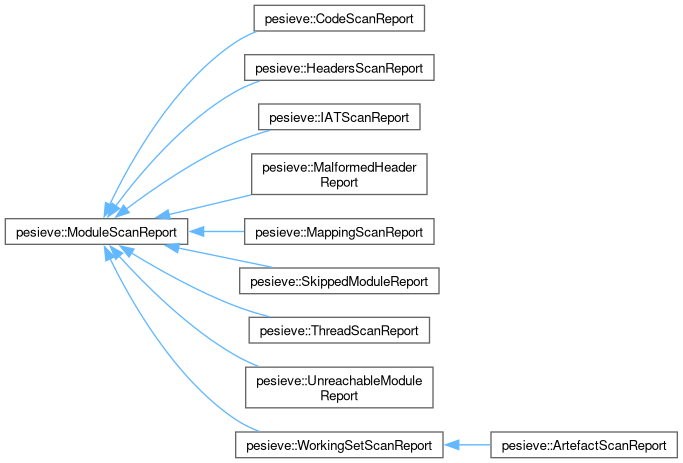 pesieve::CodeScanReport
pesieve::HeadersScanReport
pesieve::IATScanReport
pesieve::MalformedHeader
Report
pesieve::ModuleScanReport
pesieve::MappingScanReport
pesieve::SkippedModuleReport
pesieve::ThreadScanReport
pesieve::UnreachableModule
Report
pesieve::WorkingSetScanReport
pesieve::ArtefactScanReport